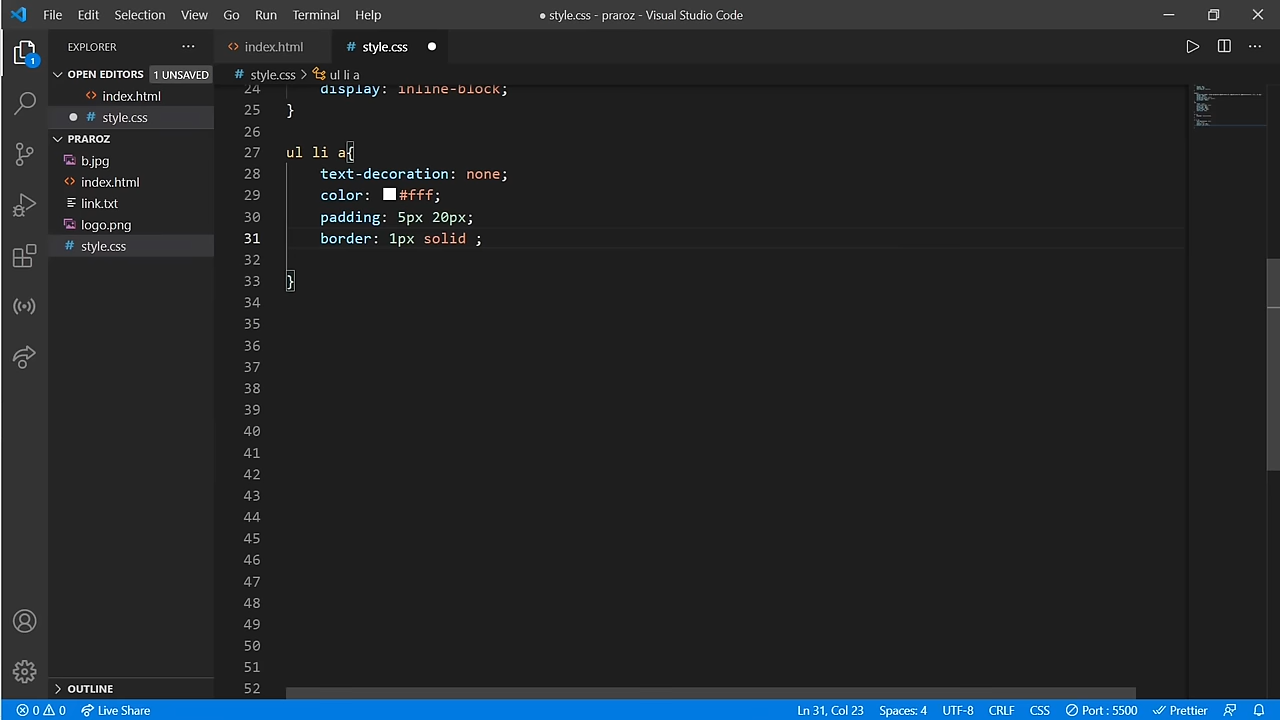 File Edit Selection View Go Run Terminal Help ● style.css - praroz - Visual Studio Code
EXPLORER ··· <> index.html # style.css ●
OPEN EDITORS 1 UNSAVED # style.css > ul li a
<> index.html
● # style.css
PRAROZ
b.jpg
<> index.html
link.txt
logo.png
# style.css
1
24 display: inline-block;
25 }
26
27 ul li a{
28 text-decoration: none;
29 color: #fff;
30 padding: 5px 20px;
31 border: 1px solid ;
32
33 }
34
35
36
37
38
39
40
41
42
43
44
45
46
47
48
49
50
51
52
OUTLINE
0 0 Live Share Ln 31, Col 23 Spaces: 4 UTF-8 CRLF CSS Port : 5500 Prettier